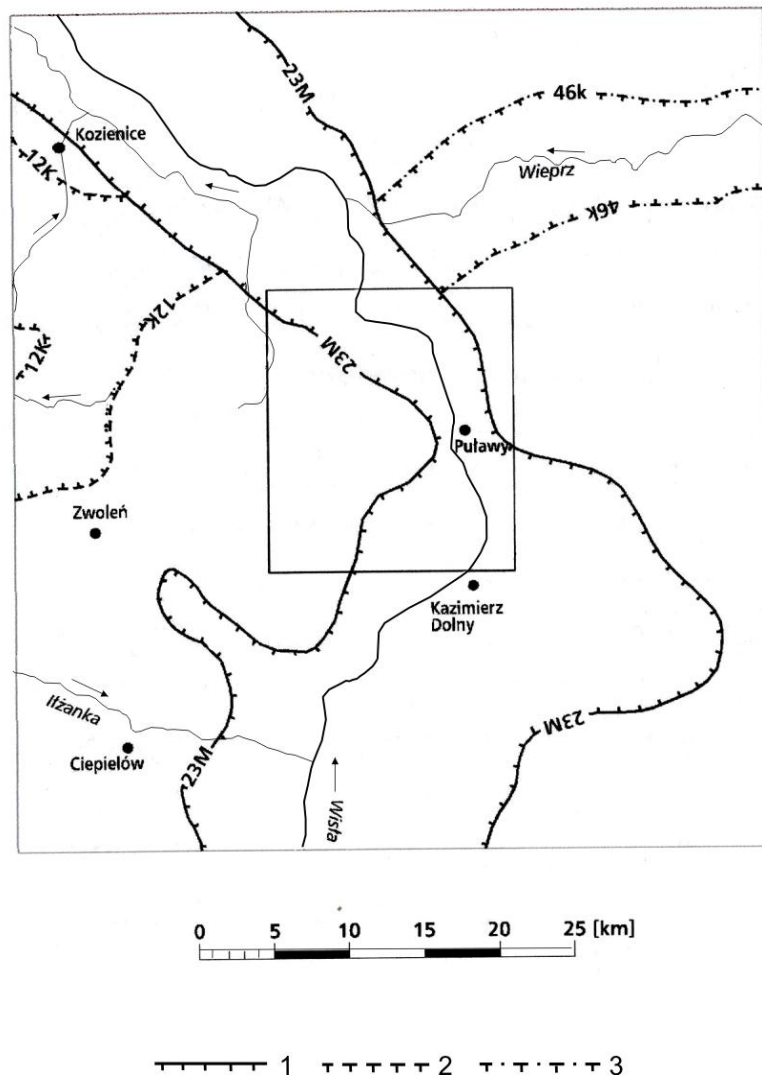 23M
46k
Kozienice
12K
Wieprz
46k
12K
12K
23M
Puławy
Zwoleń
Kazimierz
Dolny
Iłżanka
23M
Ciepielów
23M
Wisła
0 5 10 15 20 25 [km]
1 2 3